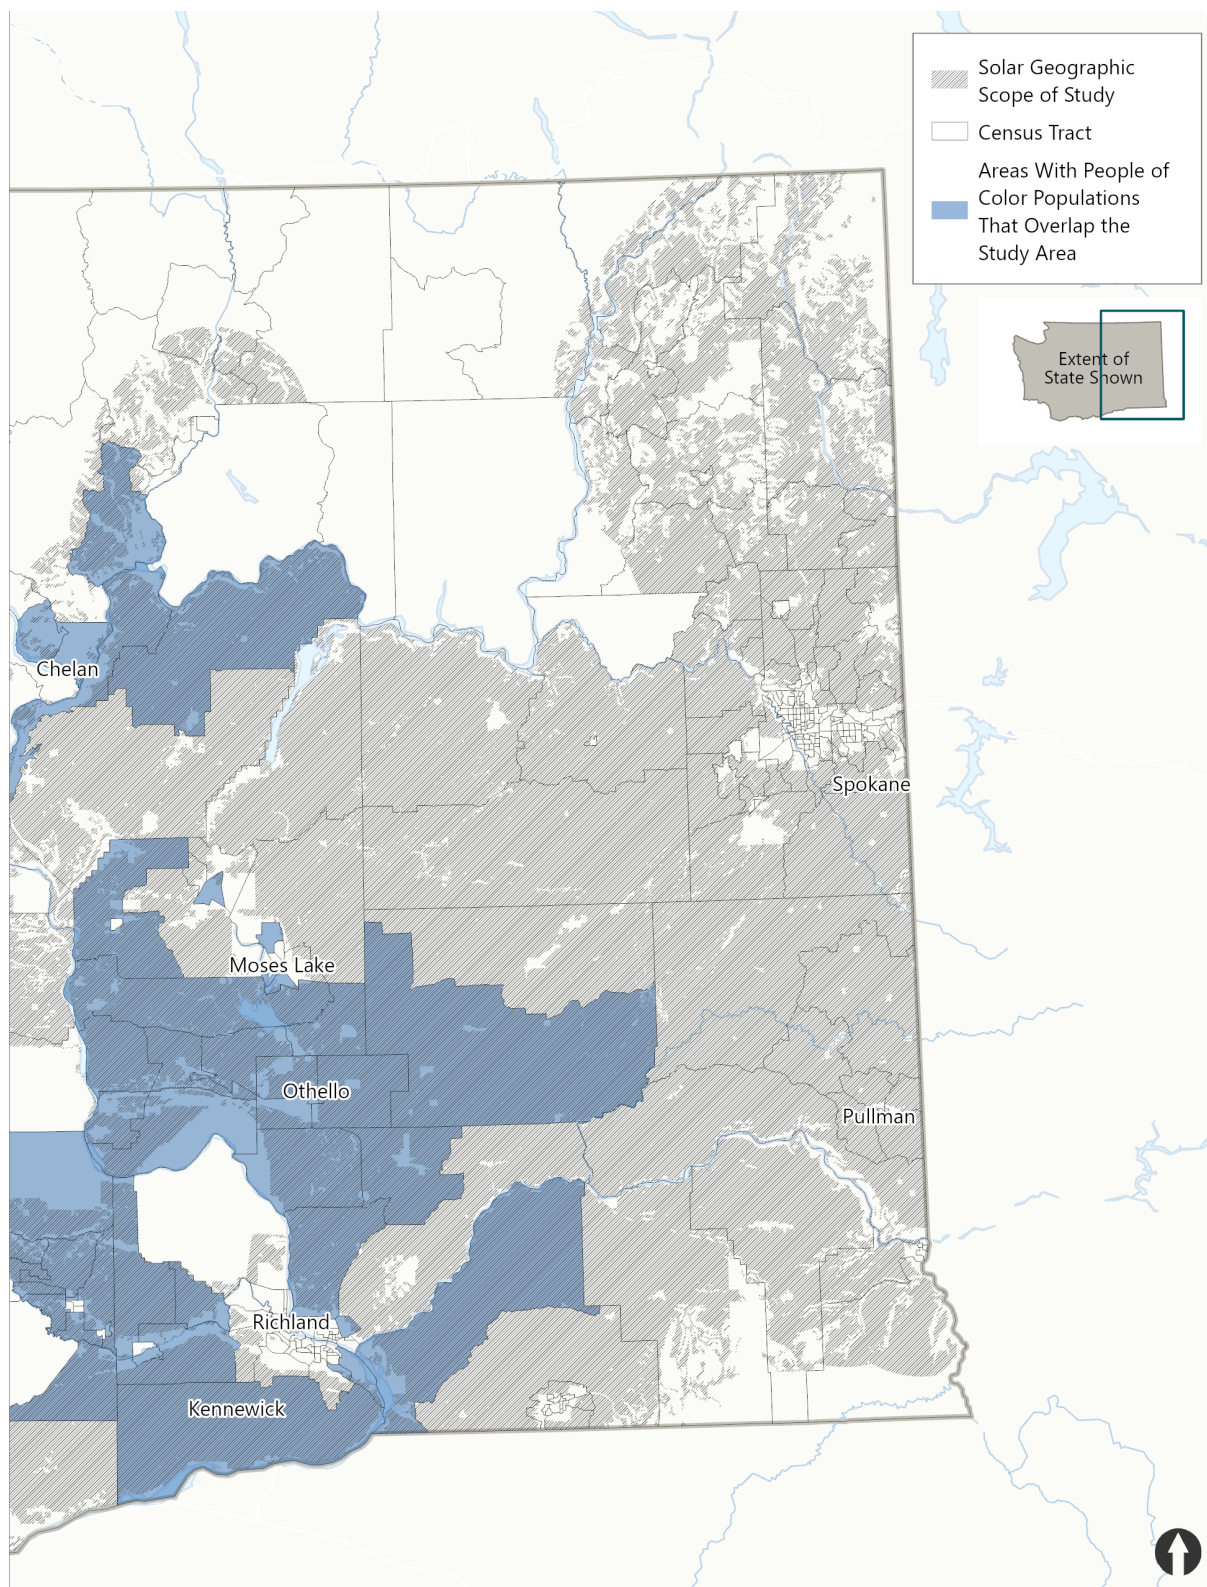 Solar Geographic
Scope of Study
Census Tract
Areas With People of
Color Populations
That Overlap the
Study Area
Extent of
State Shown
Chelan
Spokane
Moses Lake
Othello
Pullman
Richland
Kennewick